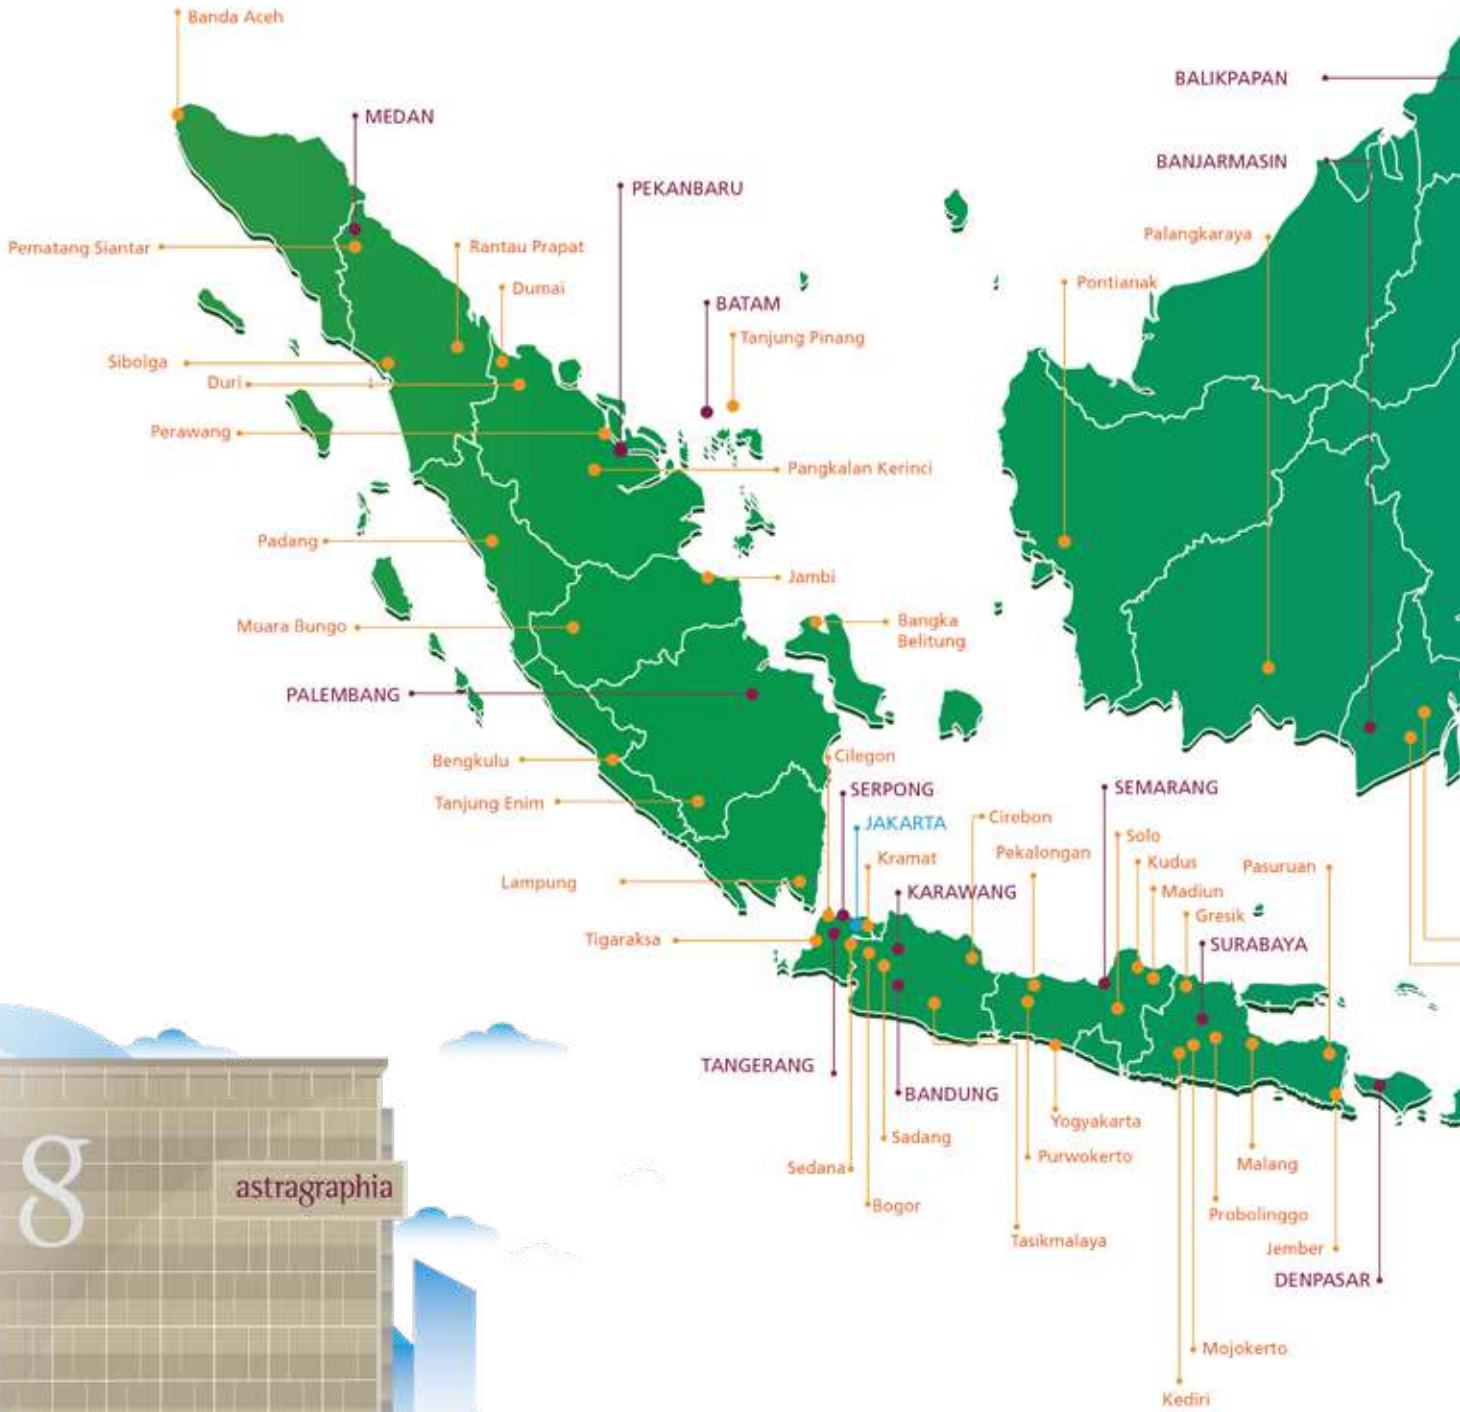 Banda Aceh
MEDAN
BALIKPAPAN
BANJARMASIN
PEKANBARU
Pematang Siantar
Rantau Prapat
Palangkaraya
Dumai
Pontianak
BATAM
Tanjung Pinang
Sibolga
Duri
Perawang
Pangkalan Kerinci
Padang
Jambi
Muara Bungo
Bangka
Belitung
PALEMBANG
Bengkulu
Cilegon
Tanjung Enim
SERPONG
SEMARANG
JAKARTA
Cirebon
Kramat
Pekalongan
Solo
Kudus
Pasuruan
Lampung
KARAWANG
Madiun
Gresik
Tigaraksa
SURABAYA
TANGERANG
BANDUNG
Yogyakarta
Sadang
Sedana
Purwokerto
Malang
Bogor
Probolinggo
Tasikmalaya
Jember
DENPASAR
Mojokerto
Kediri
8
astragraphia